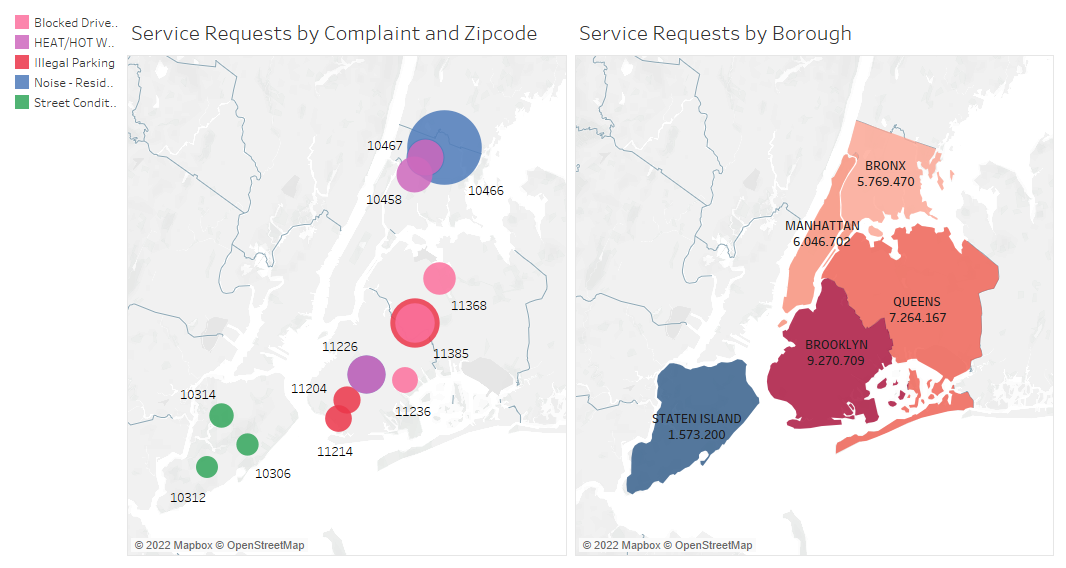 Blocked Drive..
HEAT/HOT W..
Illegal Parking
Noise - Resid..
Street Condit..
Service Requests by Complaint and Zipcode
10467
10466
10458
11368
11385
11226
11204
11236
11214
10314
10306
10312
© 2022 Mapbox © OpenStreetMap
Service Requests by Borough
BRONX
5.769.470
MANHATTAN
6.046.702
QUEENS
7.264.167
BROOKLYN
9.270.709
STATEN ISLAND
1.573.200
© 2022 Mapbox © OpenStreetMap